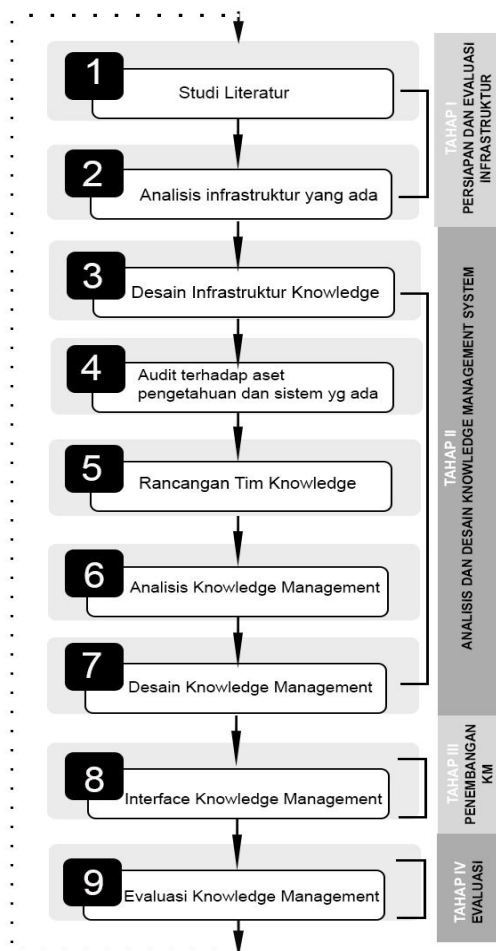 1
Studi Literatur
2
Analisis infrastruktur yang ada
TAHAP I
PERSIAPAN DAN EVALUASI
INFRASTRUKTUR
3
Desain Infrastruktur Knowledge
4
Audit terhadap aset
pengetahuan dan sistem yg ada
5
Rancangan Tim Knowledge
6
Analisis Knowledge Management
7
Desain Knowledge Management
TAHAP II
ANALISIS DAN DESAIN KNOWLEDGE MANAGEMENT SYSTEM
8
Interface Knowledge Management
TAHAP III
PENEMBANGAN
KM
9
Evaluasi Knowledge Management
TAHAP IV
EVALUASI